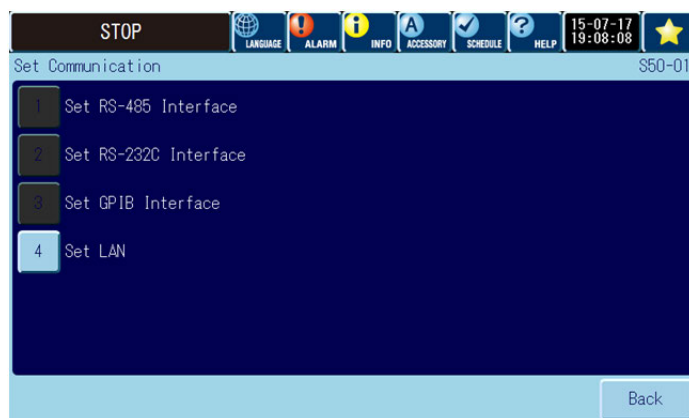 STOP
LANGUAGE
ALARM
INFO
A
ACCESSORY
SCHEDULE
HELP
15-07-17
19:08:08
Set Communication
S50-01
1 Set RS-485 Interface
2 Set RS-232C Interface
3 Set GPIB Interface
4 Set LAN
Back